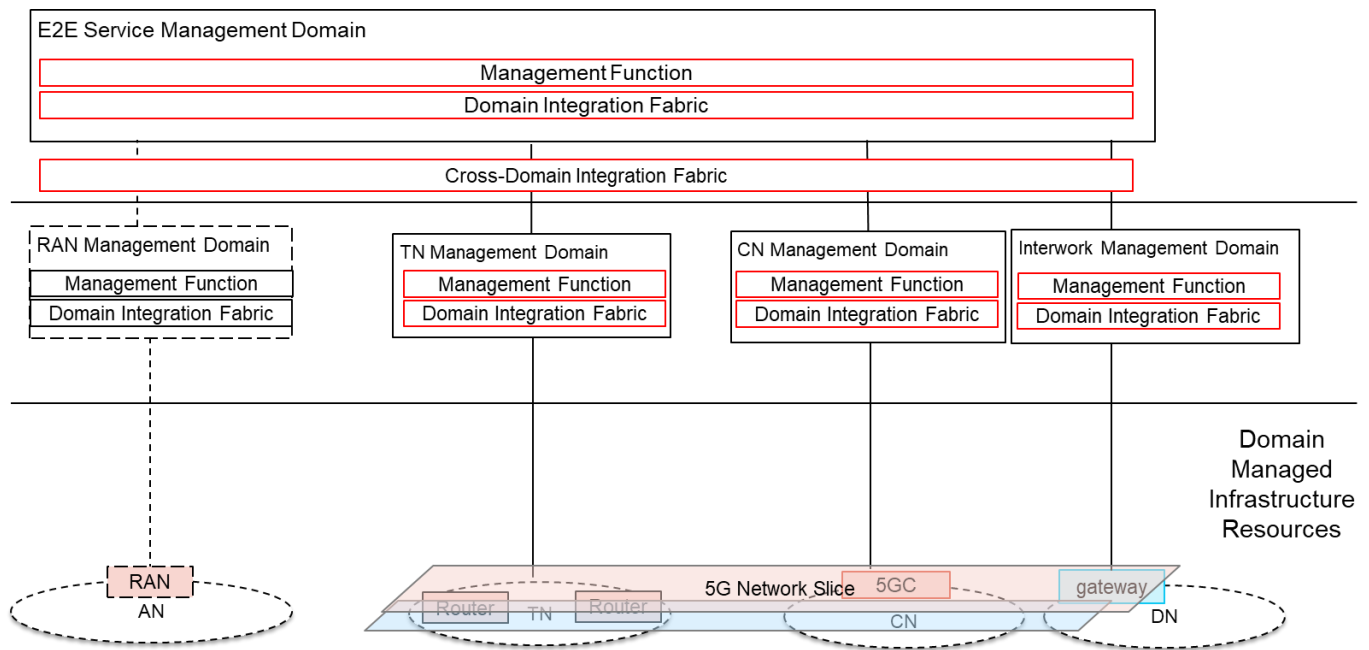 E2E Service Management Domain
Management Function
Domain Integration Fabric
Cross-Domain Integration Fabric
RAN Management Domain
Management Function
Domain Integration Fabric
TN Management Domain
Management Function
Domain Integration Fabric
CN Management Domain
Management Function
Domain Integration Fabric
Interwork Management Domain
Management Function
Domain Integration Fabric
Domain
Managed
Infrastructure
Resources
RAN
AN
5G Network Slice
Router
TN
Router
5GC
CN
gateway
DN